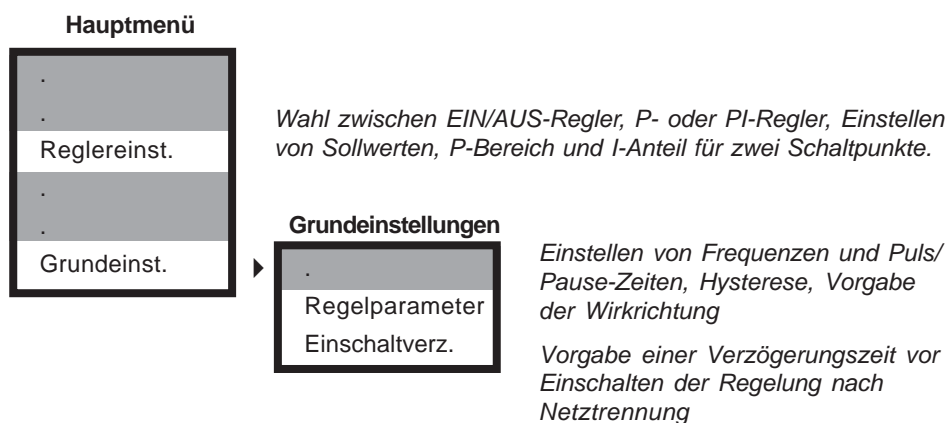 Hauptmenü
.
.
Reglereinst.
.
.
Grundeinst.
Wahl zwischen EIN/AUS-Regler, P- oder PI-Regler, Einstellen
von Sollwerten, P-Bereich und I-Anteil für zwei Schaltpunkte.
Grundeinstellungen
.
Regelparameter
Einschaltverz.
Einstellen von Frequenzen und Puls/
Pause-Zeiten, Hysterese, Vorgabe
der Wirkrichtung
Vorgabe einer Verzögerungszeit vor
Einschalten der Regelung nach
Netztrennung